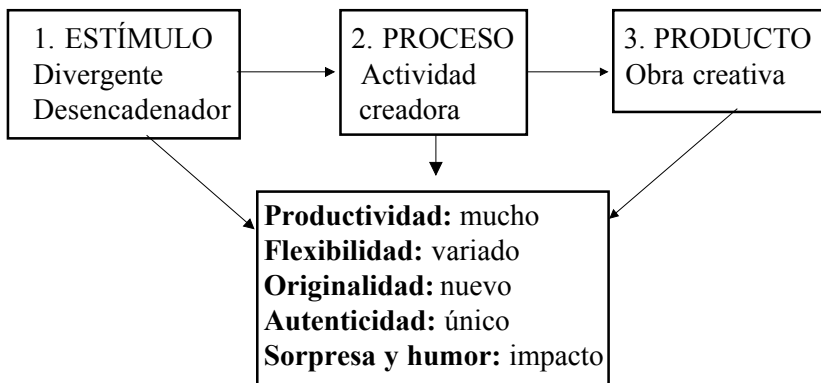 1. ESTÍMULO
Divergente
Desencadenador
2. PROCESO
Actividad
creadora
3. PRODUCTO
Obra creativa
Productividad: mucho
Flexibilidad: variado
Originalidad: nuevo
Autenticidad: único
Sorpresa y humor: impacto